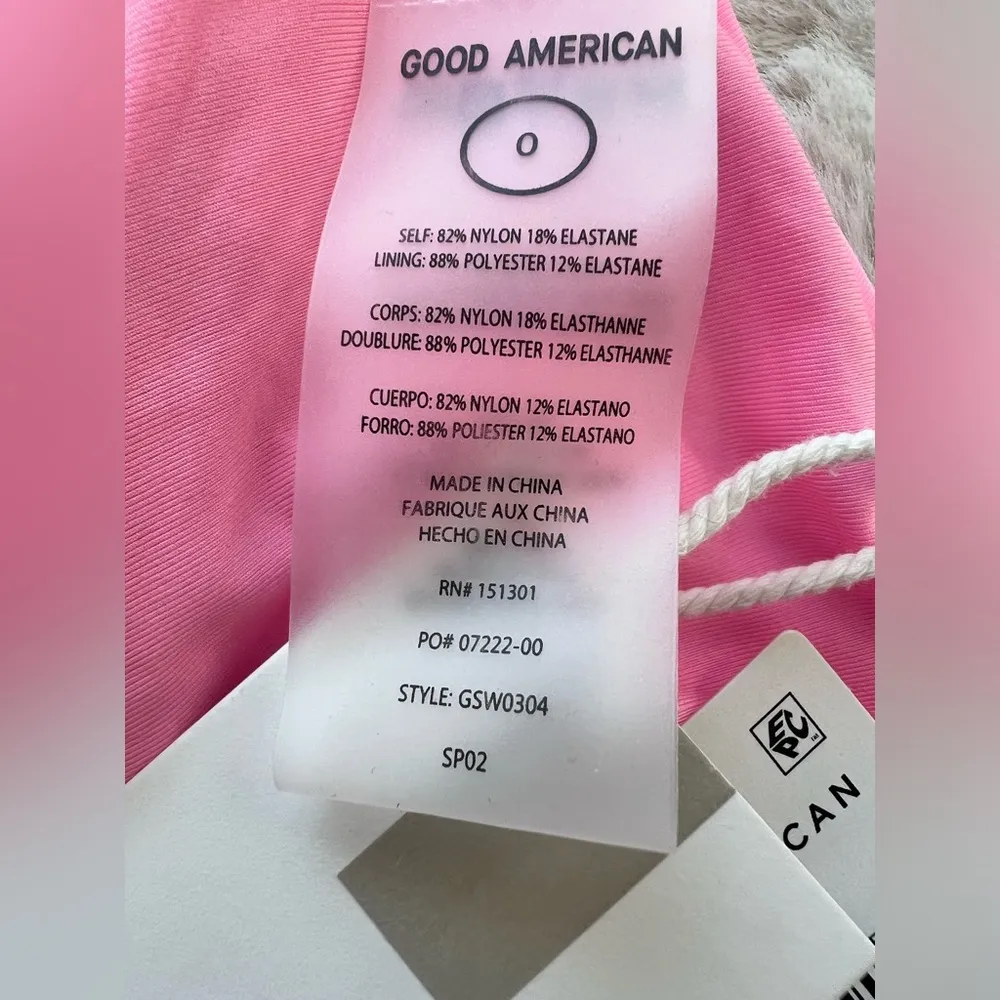 GOOD AMERICAN
0
SELF: 82% NYLON 18% ELASTANE
LINING: 88% POLYESTER 12% ELASTANE
CORPS: 82% NYLON 18% ELASTHANNE
DOUBLURE: 88% POLYESTER 12% ELASTHANNE
CUERPO: 82% NYLON 12% ELASTANO
FORRO: 88% POLIESTER 12% ELASTANO
MADE IN CHINA
FABRIQUE AUX CHINA
HECHO EN CHINA
RN# 151301
PO# 07222-00
STYLE: GSW0304
SP02
EPC
CAN